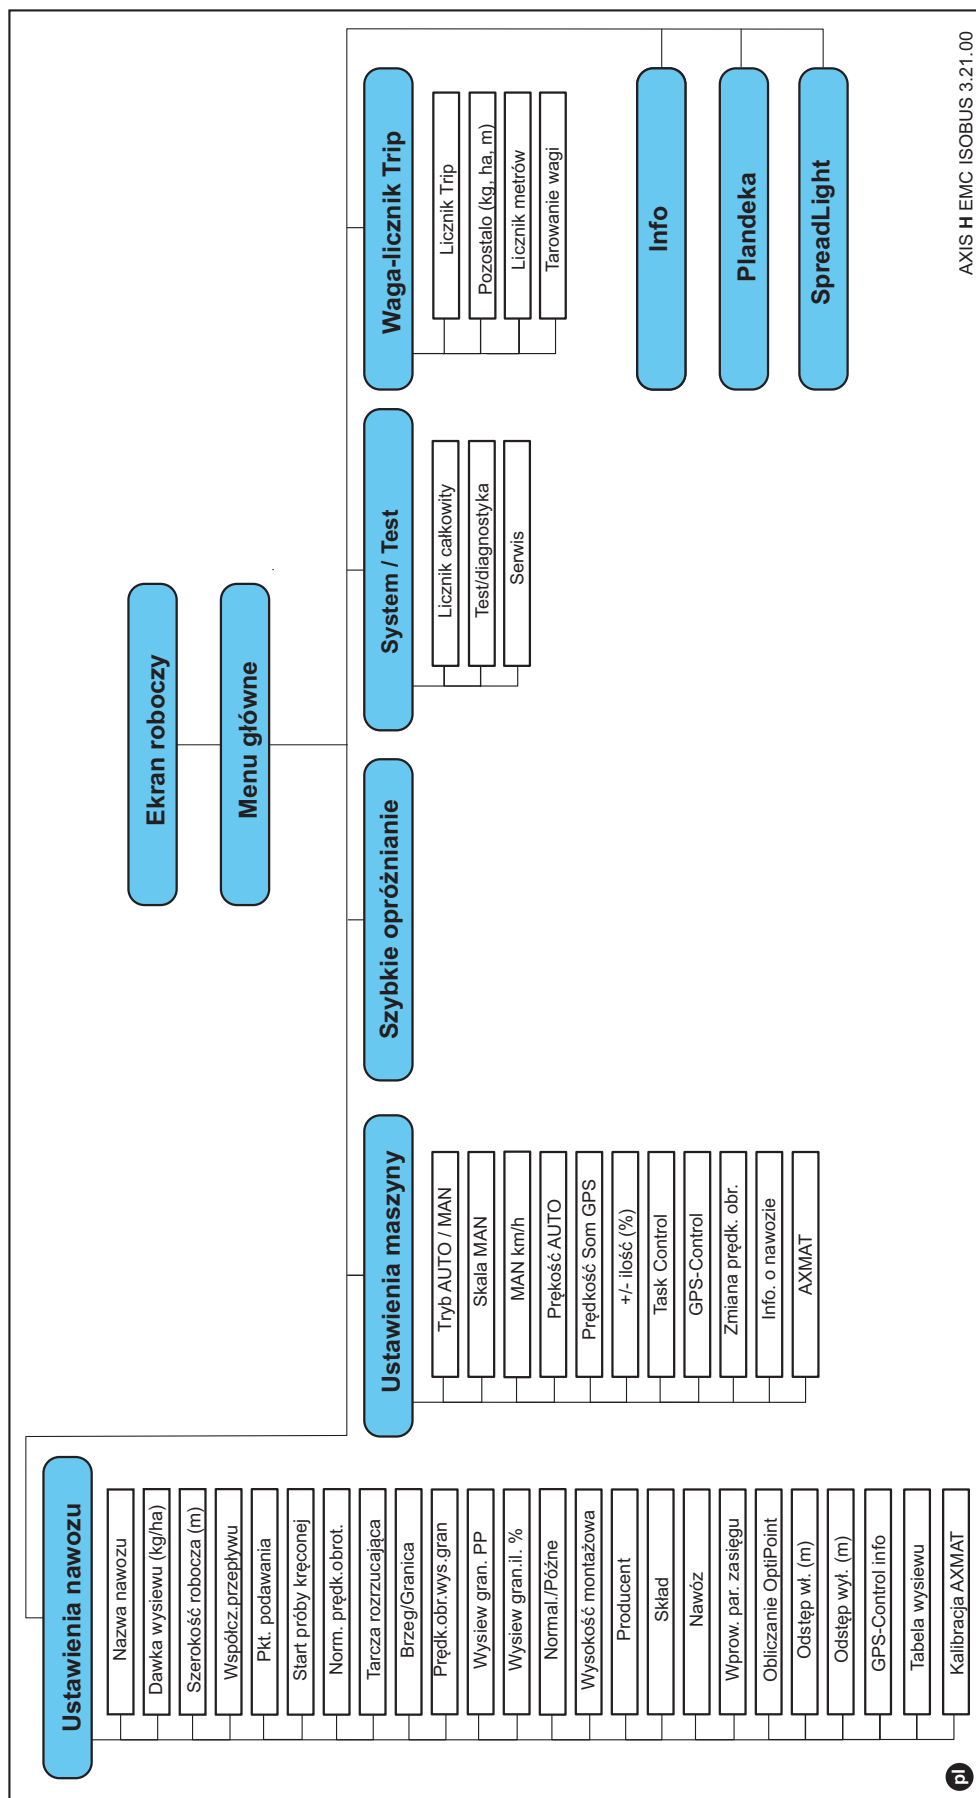 Ekran roboczy
Menu główne
Ustawienia nawozu
Nazwa nawozu
Dawka wysiewu (kg/ha)
Szerokość robocza (m)
Współcz.przepływu
Pkt. podawania
Start próby kręconej
Norm. prędk.obrot.
Tarcza rozrzucająca
Brzeg/Granica
Prędk.obr.wys.gran
Wysiew gran. PP
Wysiew gran.il. %
Normal./Późne
Wysokość montażowa
Producent
Skład
Nawóz
Wprow. par. zasięgu
Obliczanie OptiPoint
Odstęp wł. (m)
Odstęp wył. (m)
GPS-Control info
Tabela wysiewu
Kalibracja AXMAT
Ustawienia maszyny
Tryb AUTO / MAN
Skala MAN
MAN km/h
Prękość AUTO
Prędkość Som GPS
+/- ilość (%)
Task Control
GPS-Control
Zmiana prędk. obr.
Info. o nawozie
AXMAT
Szybkie opróżnianie
System / Test
Licznik całkowity
Test/diagnostyka
Serwis
Waga-licznik Trip
Licznik Trip
Pozostalo (kg, ha, m)
Licznik metrów
Tarowanie wagi
Info
Plandeka
SpreadLight
pl
AXIS H EMC ISOBUS 3.21.00